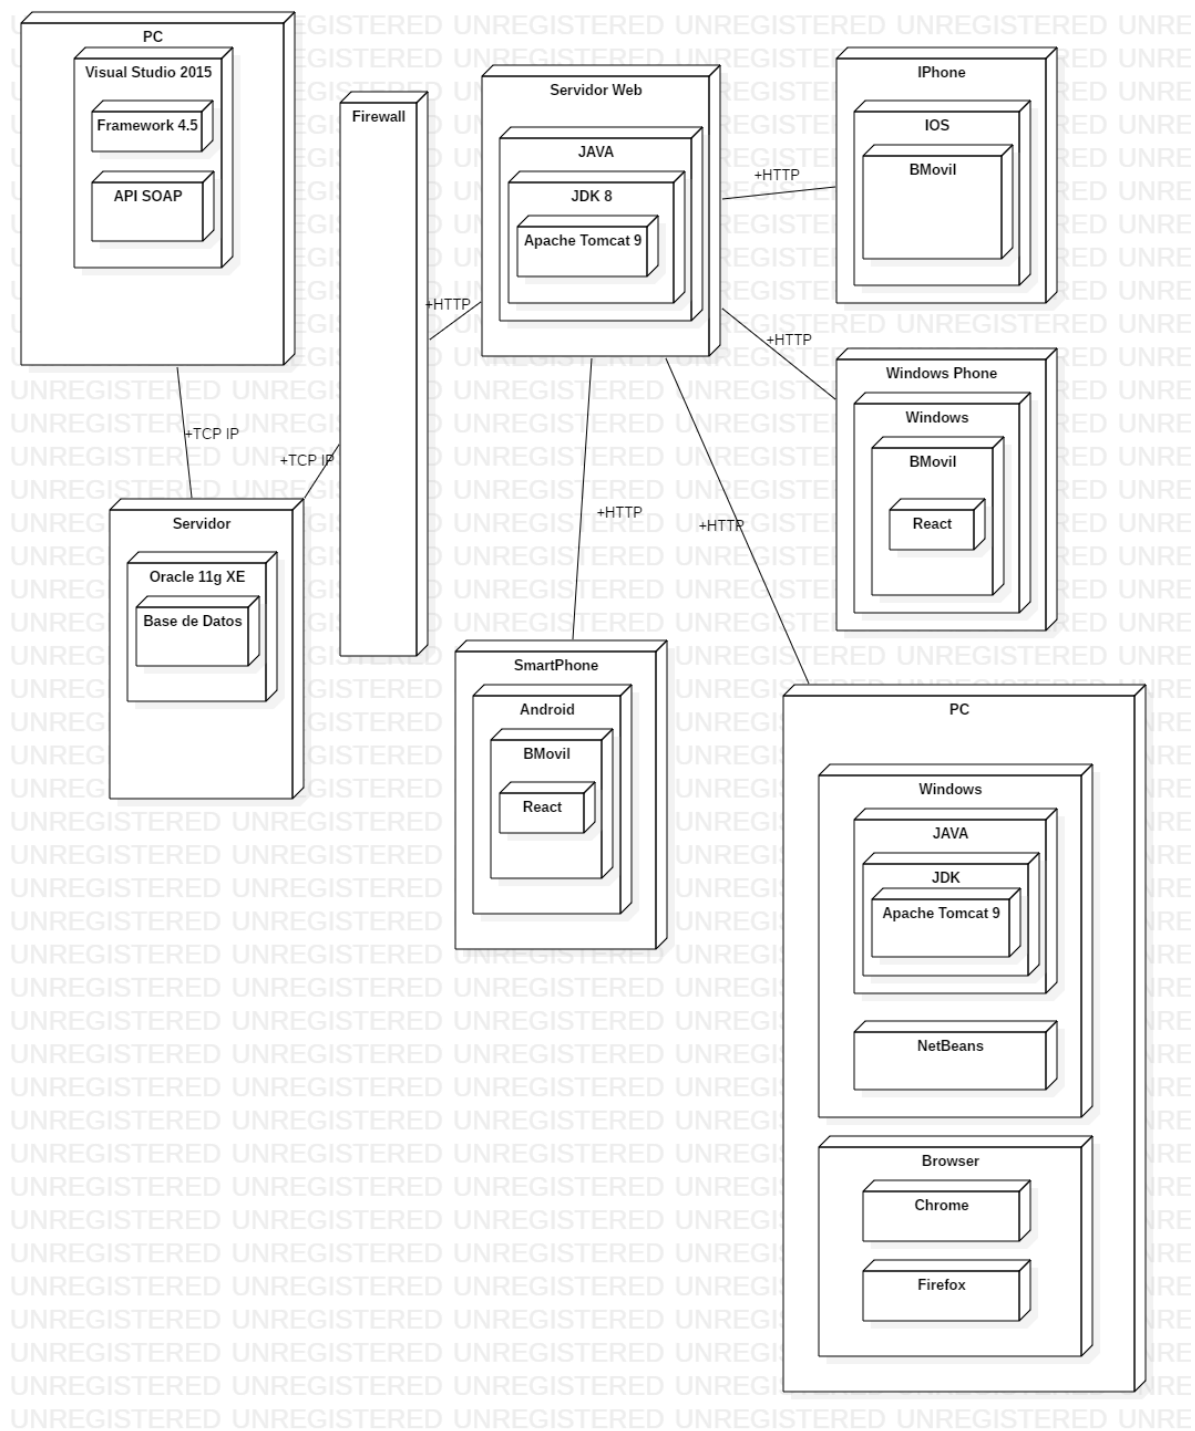 PC
Visual Studio 2015
Framework 4.5
API SOAP
Firewall
Servidor Web
JAVA
JDK 8
Apache Tomcat 9
IPhone
IOS
BMovil
+HTTP
+HTTP
+HTTP
Windows Phone
Windows
BMovil
React
+TCP IP
+TCP IP
Servidor
Oracle 11g XE
Base de Datos
+HTTP
+HTTP
SmartPhone
Android
BMovil
React
PC
Windows
JAVA
JDK
Apache Tomcat 9
NetBeans
Browser
Chrome
Firefox
UNREGISTERED